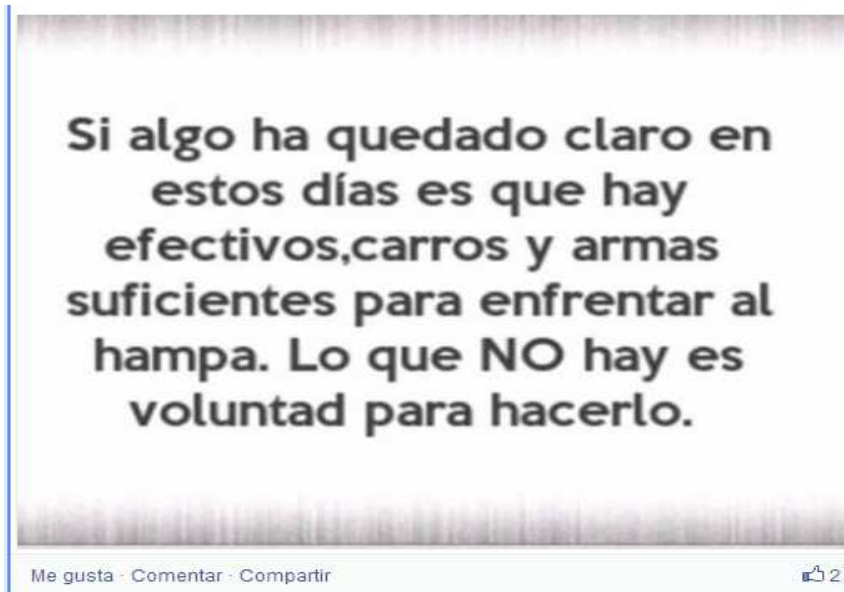 Si algo ha quedado claro en
estos días es que hay
efectivos,carros y armas
suficientes para enfrentar al
hampa. Lo que NO hay es
voluntad para hacerlo.
Me gusta · Comentar · Compartir 2